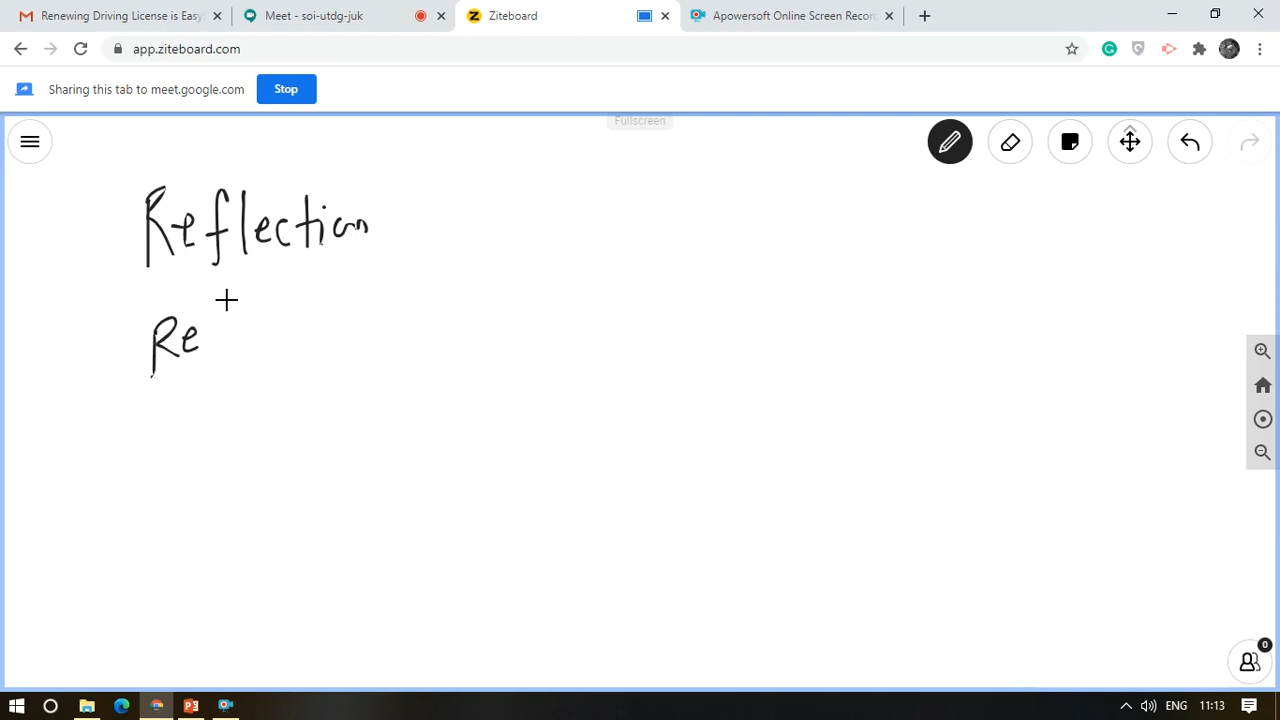 Renewing Driving License is Easy
Meet - soi-utdg-juk
Ziteboard
Apowersoft Online Screen Recor
app.ziteboard.com
Sharing this tab to meet.google.com
Stop
Fullscreen
Reflection
Re
0
ENG
11:13